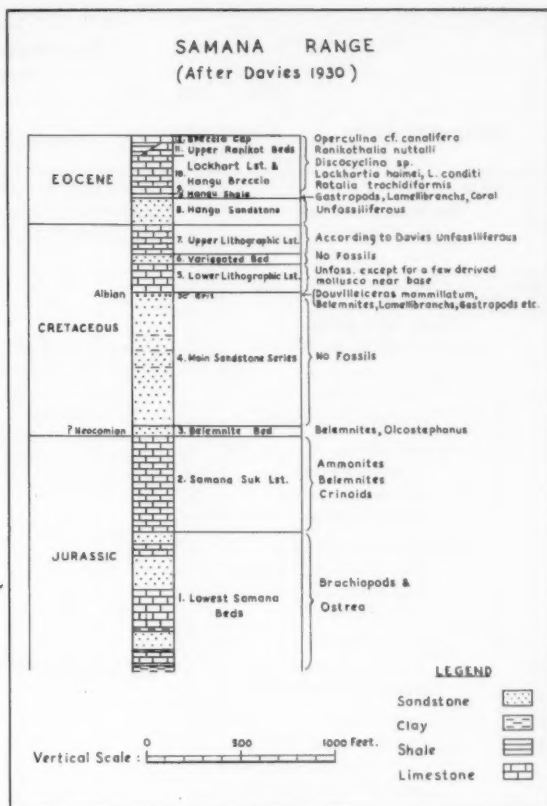 SAMANA RANGE
(After Davies 1930)
EOCENE
Breccia Cap
11. Upper Ranikot Beds
10. Lockhart Lst. &
Hangu Breccia
9 Hangu Shale
8. Hangu Sandstone
Operculina cf. canalifera
Ranikothalia nuttalli
Discocyclina sp.
Lockhartia haimei, L. conditi
Rotalia trochidiformis
Gastropods, Lamellibranchs, Coral
Unfossiliferous
CRETACEOUS
Albian
? Neocomian
7. Upper Lithographic Lst.
6. Variegated Bed
5. Lower Lithographic Lst.
4. Main Sandstone Series
3. Belemnite Bed
According to Davies Unfossiliferous
No Fossils
Unfoss. except for a few derived
mollusca near base
Douvilleiceras mammillatum,
Belemnites, Lamellibranchs, Gastropods etc.
No Fossils
Belemnites, Olcostephanus
JURASSIC
2. Samana Suk Lst.
1. Lowest Samana
Beds
Ammonites
Belemnites
Crinoids
Brachiopods &
Ostrea
LEGEND
Sandstone
Clay
Shale
Limestone
Vertical Scale :
0 500 1000 Feet.